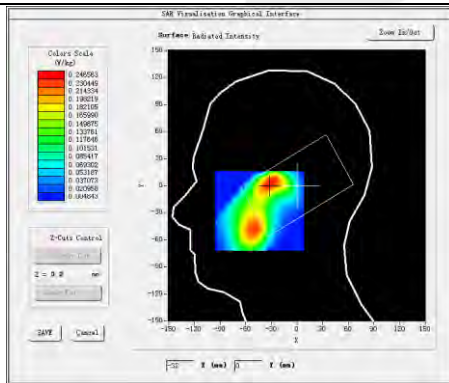 SAR Visualisation Graphical Interface
Surface Radiated Intensity
Zoom In/Out
Colors Scale
(W/kg)
0.246563
0.230449
0.214334
0.198219
0.182105
0.165990
0.149875
0.133761
0.117646
0.101531
0.085417
0.069302
0.053187
0.037073
0.020958
0.004843
150
120
90
60
30
0
-30
-60
-90
-120
-150
Y
-150 -120 -90 -60 -30 0 30 60 90 120 150
X
Z-Cuts Control
Z = 0.0 mm
SAVE
Cancel
Y (mm) 0 Y (mm)